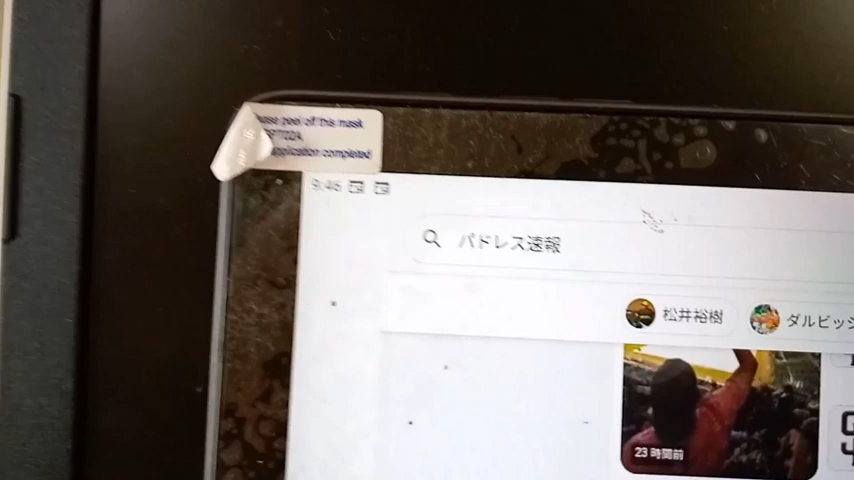 peel off this mask
application completed
9:46
パドレス速報
松井裕樹
ダルビッシ
23 時間前